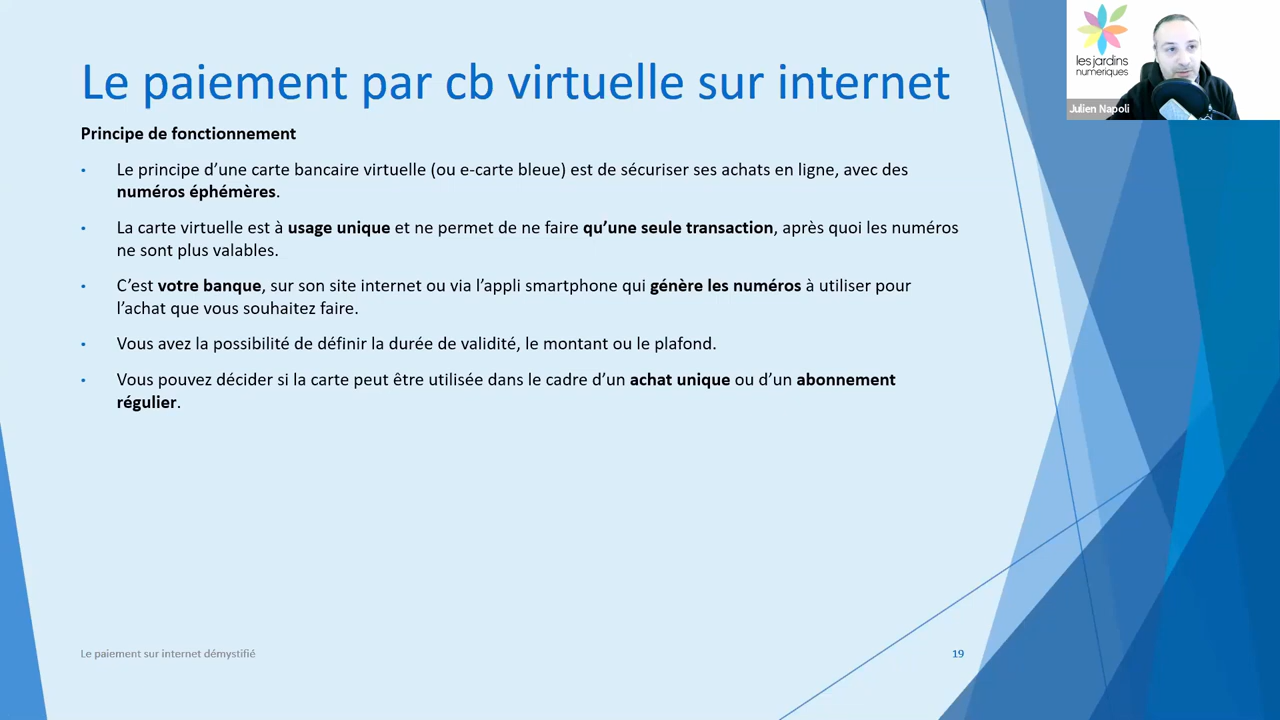 Le paiement par cb virtuelle sur internet
Principe de fonctionnement
Le principe d’une carte bancaire virtuelle (ou e-carte bleue) est de sécuriser ses achats en ligne, avec des
numéros éphémères.
La carte virtuelle est à usage unique et ne permet de ne faire qu’une seule transaction, après quoi les numéros
ne sont plus valables.
C’est votre banque, sur son site internet ou via l’appli smartphone qui génère les numéros à utiliser pour
l’achat que vous souhaitez faire.
Vous avez la possibilité de définir la durée de validité, le montant ou le plafond.
Vous pouvez décider si la carte peut être utilisée dans le cadre d’un achat unique ou d’un abonnement
régulier.
Le paiement sur internet démystifié
19
les jardins
numeriques
Julien Napoli